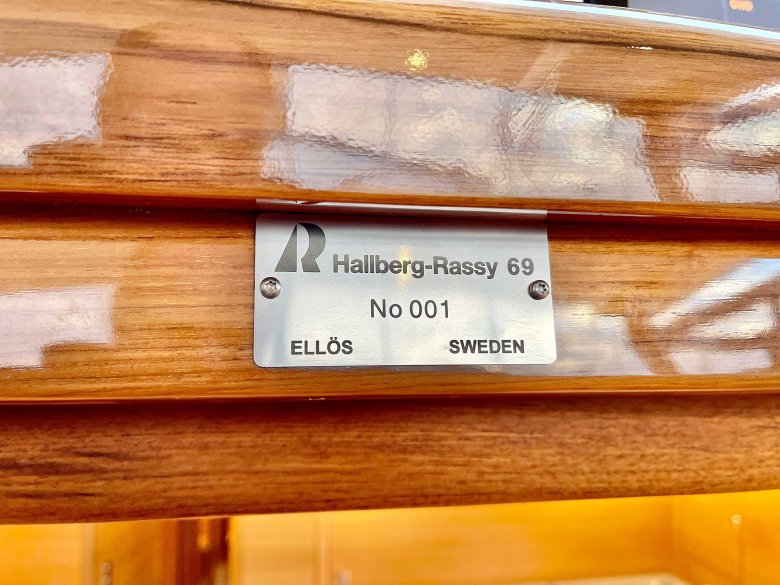 Hallberg-Rassy 69
No 001
ELLÖS SWEDEN